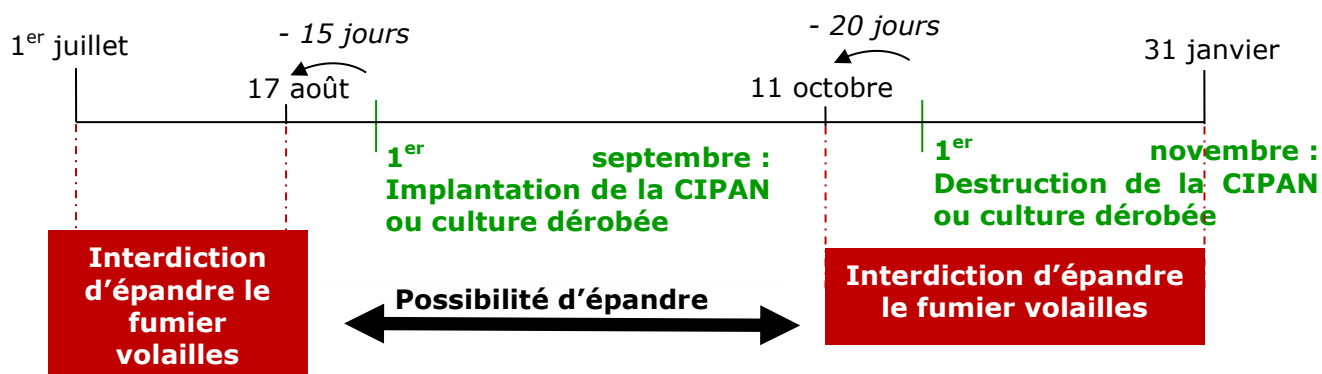 1er juillet
- 15 jours
17 août
- 20 jours
11 octobre
31 janvier
1er septembre :
Implantation de la CIPAN
ou culture dérobée
1er novembre :
Destruction de la CIPAN
ou culture dérobée
Interdiction
d’épandre le
fumier
volailles
Possibilité d’épandre
Interdiction d’épandre
le fumier volailles